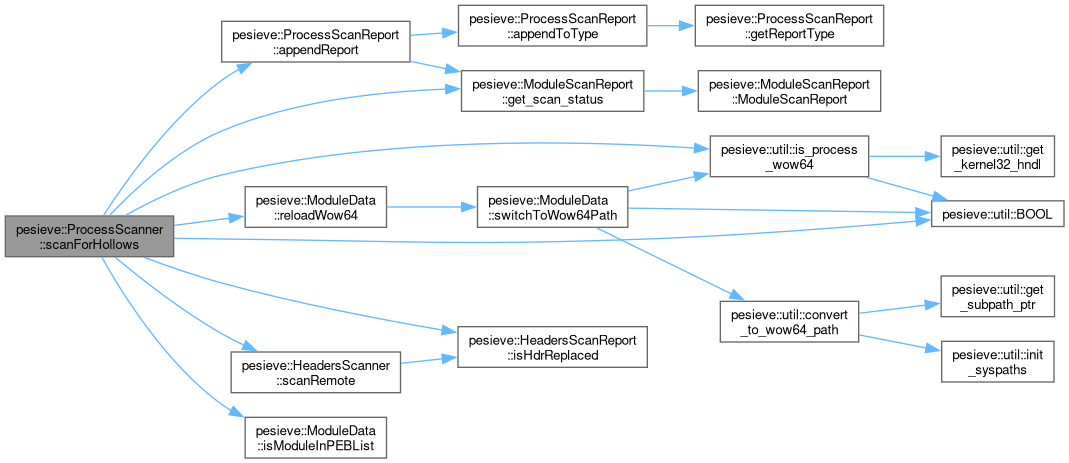 pesieve::ProcessScanReport
::appendReport
pesieve::ProcessScanReport
::appendToType
pesieve::ProcessScanReport
::getReportType
pesieve::ModuleScanReport
::get_scan_status
pesieve::ModuleScanReport
::ModuleScanReport
pesieve::util::is_process
_wow64
pesieve::util::get
_kernel32_hndl
pesieve::ModuleData
::reloadWow64
pesieve::ModuleData
::switchToWow64Path
pesieve::util::BOOL
pesieve::ProcessScanner
::scanForHollows
pesieve::util::convert
_to_wow64_path
pesieve::util::get
_subpath_ptr
pesieve::util::init
_syspaths
pesieve::HeadersScanReport
::isHdrReplaced
pesieve::HeadersScanner
::scanRemote
pesieve::ModuleData
::isModuleInPEBList